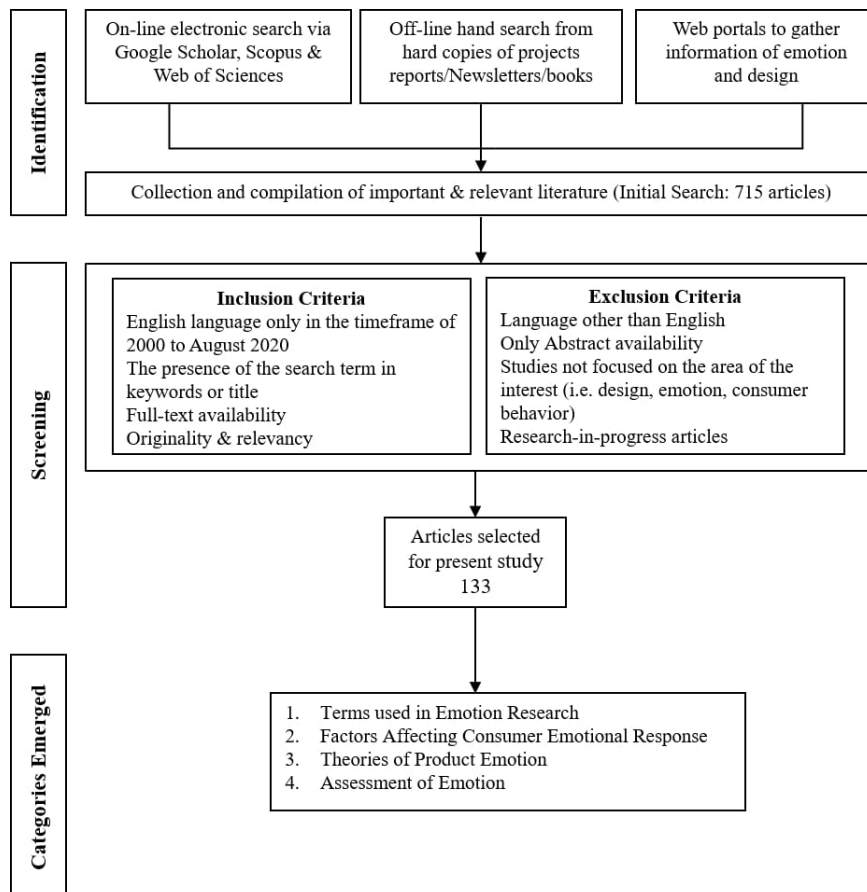 Identification
On-line electronic search via
Google Scholar, Scopus &
Web of Sciences
Off-line hand search from
hard copies of projects
reports/Newsletters/books
Web portals to gather
information of emotion
and design
Collection and compilation of important & relevant literature (Initial Search: 715 articles)
Screening
Inclusion Criteria
English language only in the timeframe of
2000 to August 2020
The presence of the search term in
keywords or title
Full-text availability
Originality & relevancy
Exclusion Criteria
Language other than English
Only Abstract availability
Studies not focused on the area of the
interest (i.e. design, emotion, consumer
behavior)
Research-in-progress articles
Articles selected
for present study
133
Categories Emerged
1. Terms used in Emotion Research
2. Factors Affecting Consumer Emotional Response
3. Theories of Product Emotion
4. Assessment of Emotion